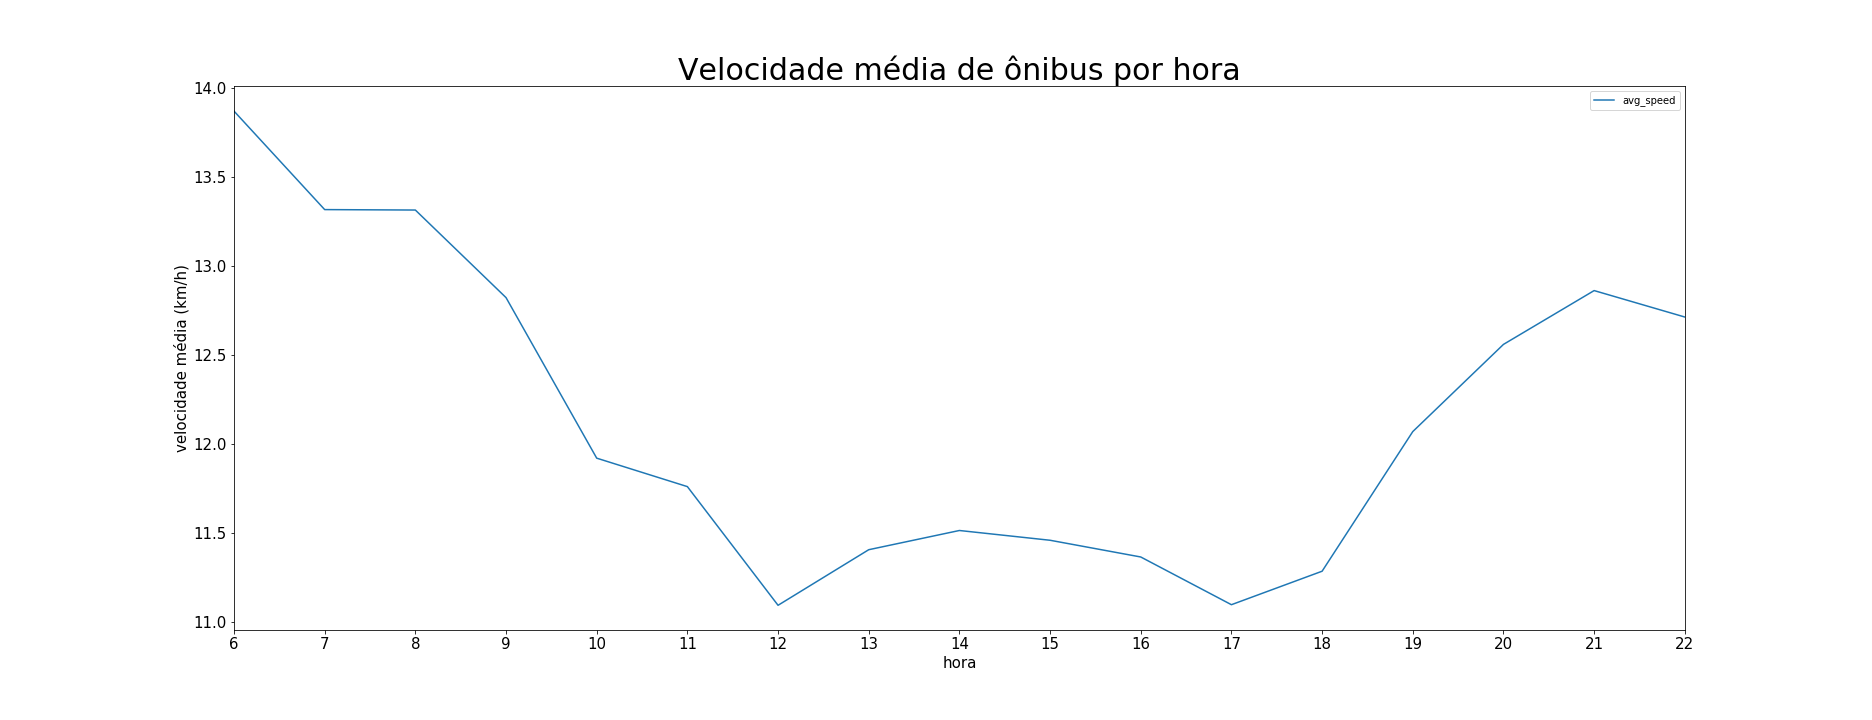 Velocidade média de ônibus por hora
avg_speed
14.0
13.5
13.0
12.5
12.0
11.5
11.0
velocidade média (km/h)
6 7 8 9 10 11 12 13 14 15 16 17 18 19 20 21 22
hora